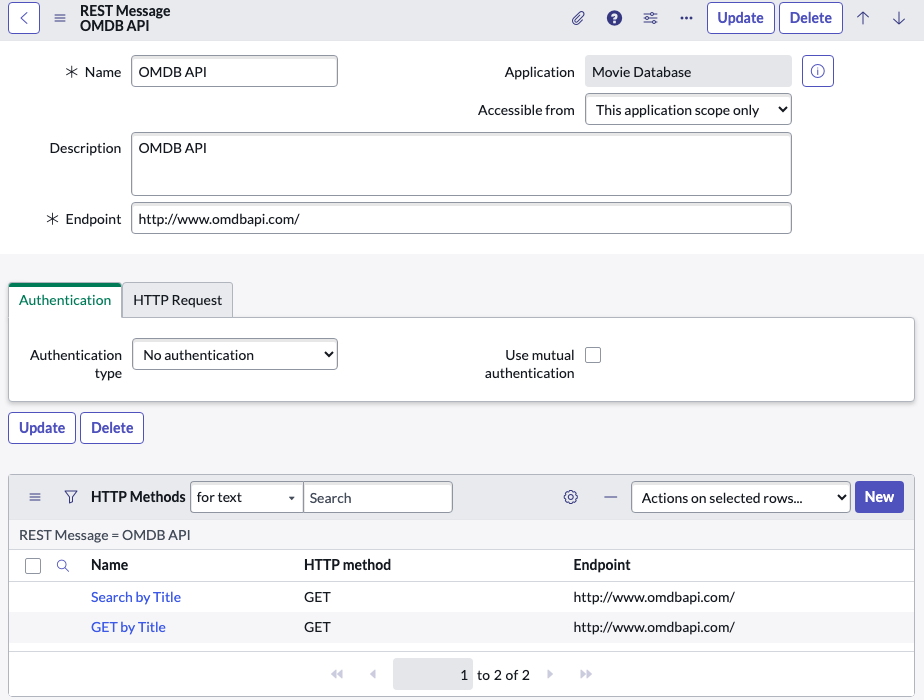 REST Message
OMDB API
Update
Delete
Name
OMDB API
Application
Movie Database
Accessible from
This application scope only
Description
OMDB API
Endpoint
http://www.omdbapi.com/
Authentication
HTTP Request
Authentication
type
No authentication
Use mutual
authentication
Update
Delete
HTTP Methods
for text
Search
Actions on selected rows...
New
REST Message = OMDB API
Name
HTTP method
Endpoint
Search by Title
GET
http://www.omdbapi.com/
GET by Title
GET
http://www.omdbapi.com/
1 to 2 of 2